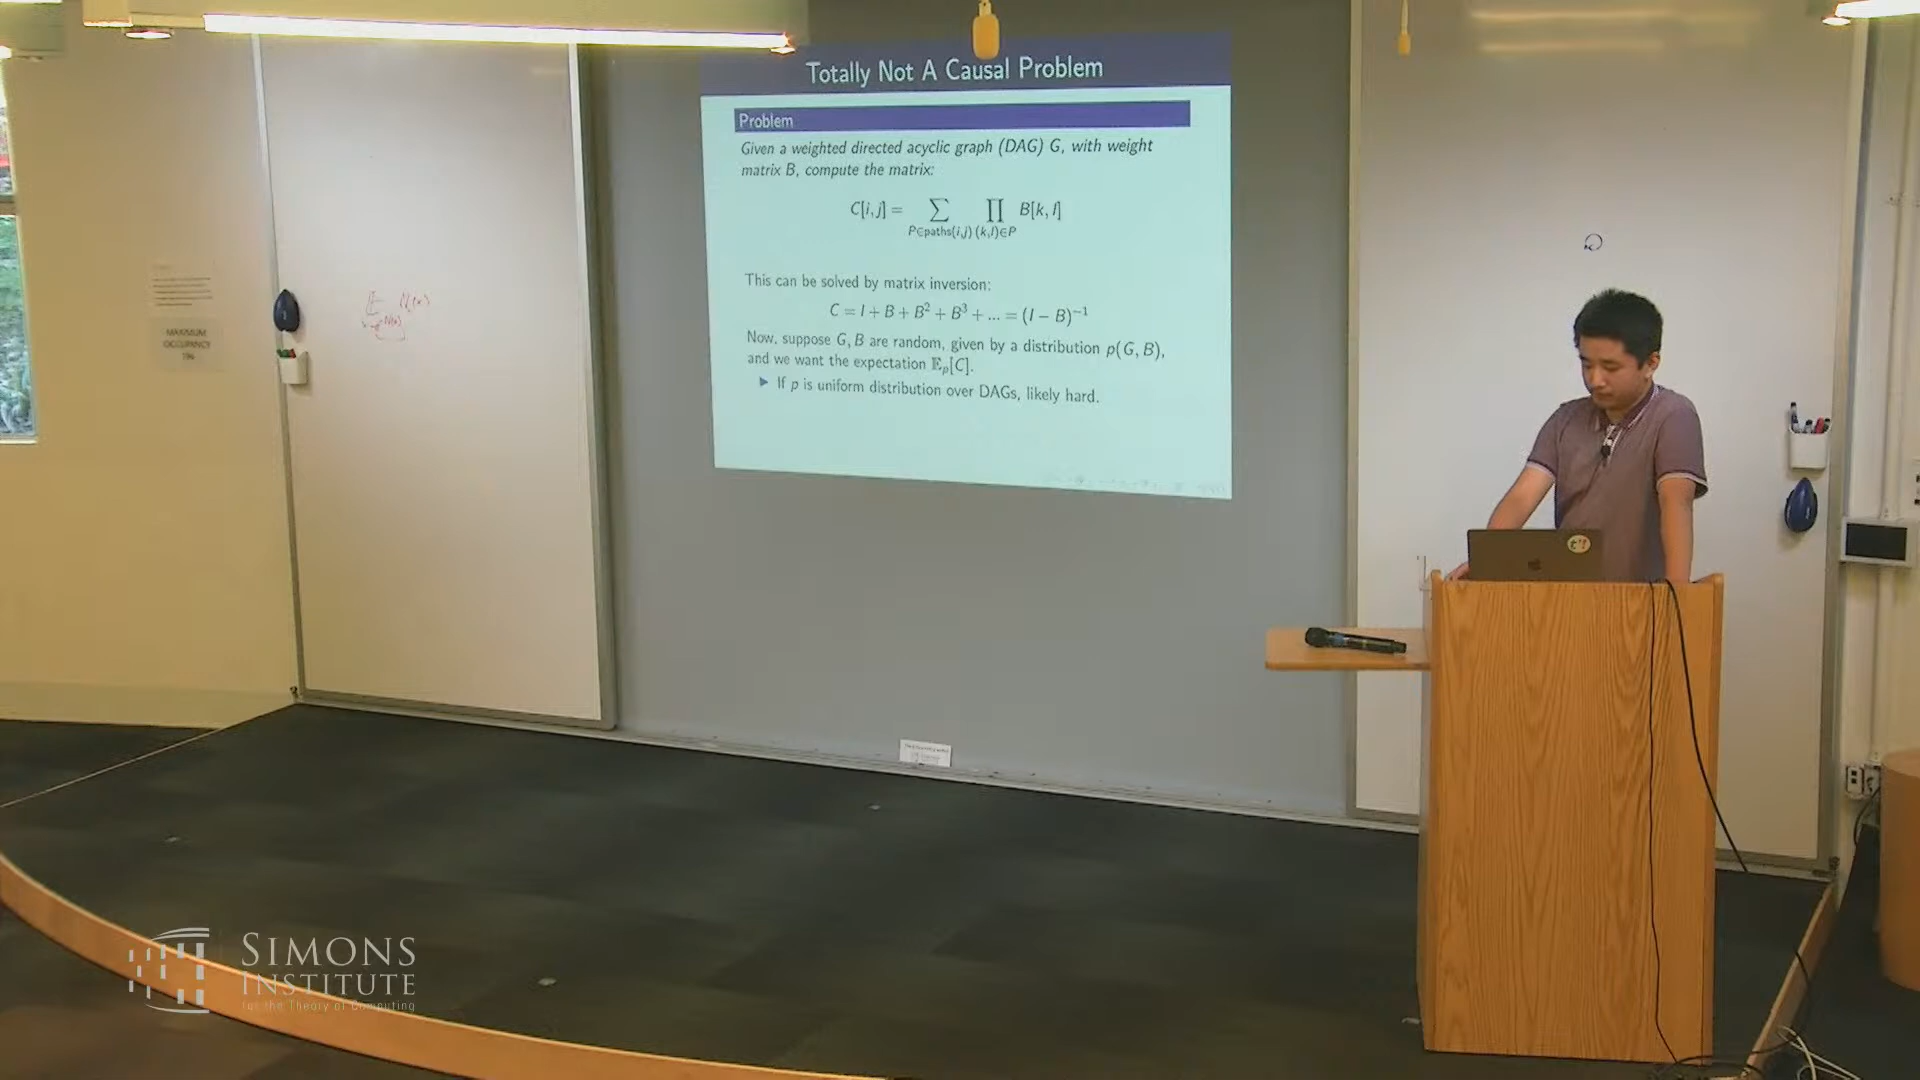 Totally Not A Causal Problem
Problem
Given a weighted directed acyclic graph (DAG) G, with weight
matrix B, compute the matrix:
C[i, j] = ∑ ∏ B[k, l]
P∈paths(i,j) (k,l)∈P
This can be solved by matrix inversion:
C = I + B + B² + B³ + ... = (I − B)⁻¹
Now, suppose G, B are random, given by a distribution p(G, B),
and we want the expectation 𝔼ₚ[C].
▶ If p is uniform distribution over DAGs, likely hard.
MAXIMUM
OCCUPANCY
SIMONS
INSTITUTE
for the Theory of Computing